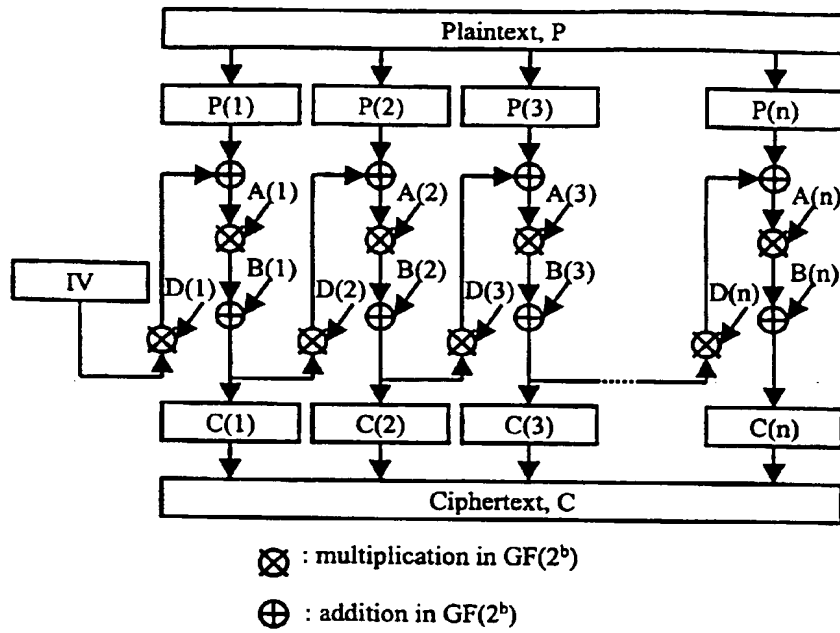 Plaintext, P
P(1) P(2) P(3) P(n)
A(1) A(2) A(3) A(n)
IV D(1) B(1) D(2) B(2) D(3) B(3) D(n) B(n)
C(1) C(2) C(3) C(n)
Ciphertext, C
: multiplication in GF(2ᵇ)
: addition in GF(2ᵇ)